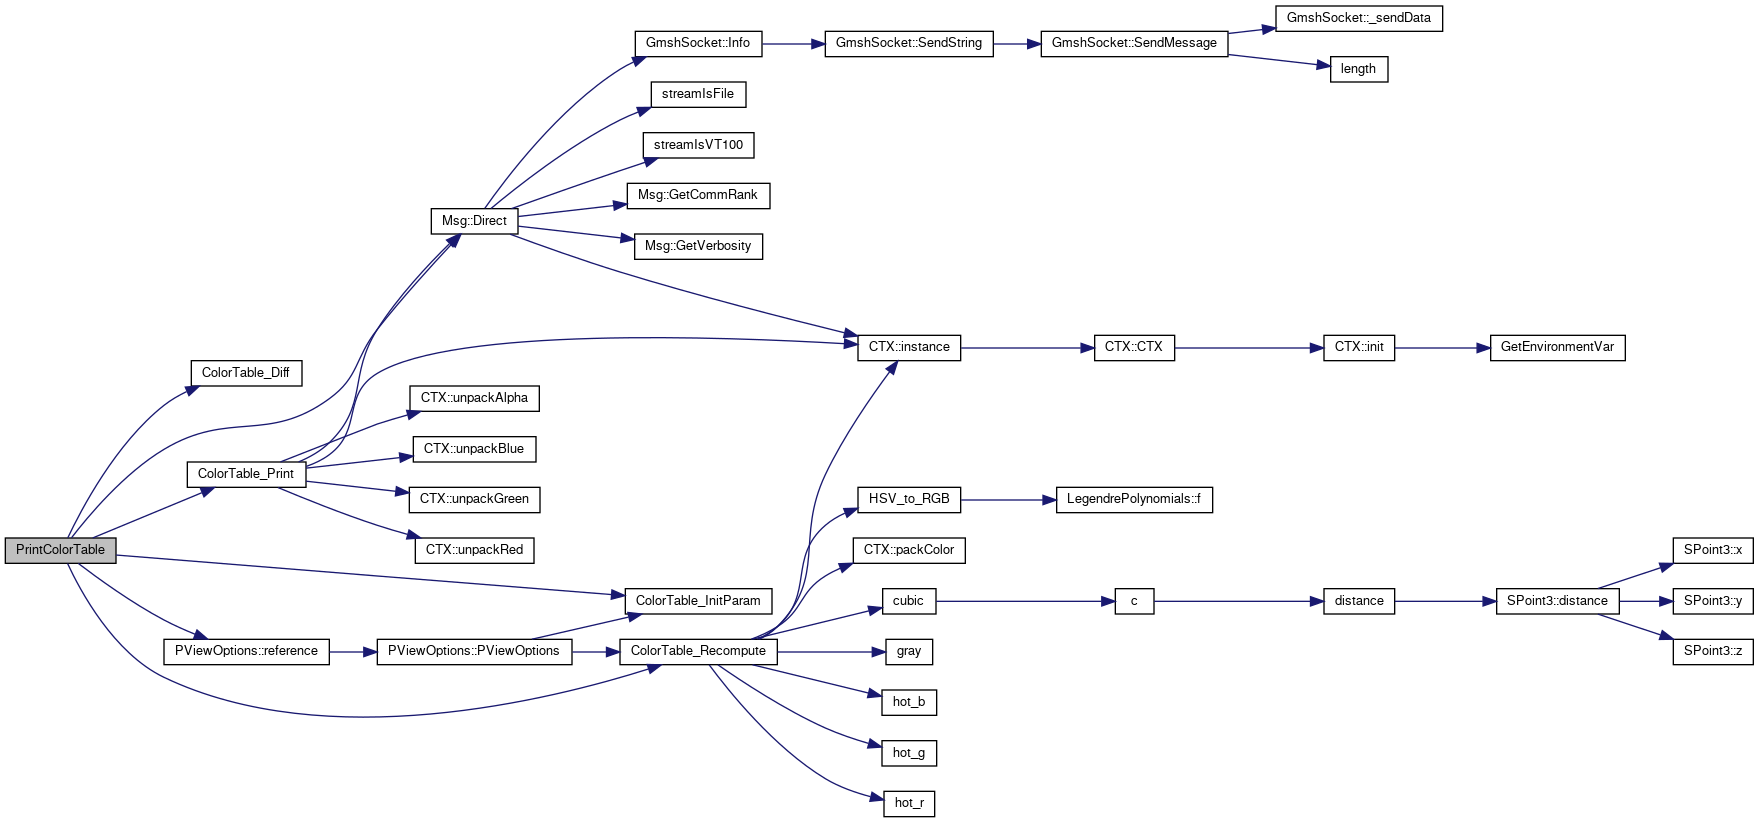 GmshSocket::_sendData
GmshSocket::Info
GmshSocket::SendString
GmshSocket::SendMessage
length
streamIsFile
streamIsVT100
Msg::GetCommRank
Msg::Direct
Msg::GetVerbosity
CTX::instance
CTX::CTX
CTX::init
GetEnvironmentVar
ColorTable_Diff
CTX::unpackAlpha
CTX::unpackBlue
ColorTable_Print
CTX::unpackGreen
HSV_to_RGB
LegendrePolynomials::f
PrintColorTable
CTX::unpackRed
CTX::packColor
SPoint3::x
ColorTable_InitParam
cubic
c
distance
SPoint3::distance
SPoint3::y
PViewOptions::reference
PViewOptions::PViewOptions
ColorTable_Recompute
gray
SPoint3::z
hot_b
hot_g
hot_r